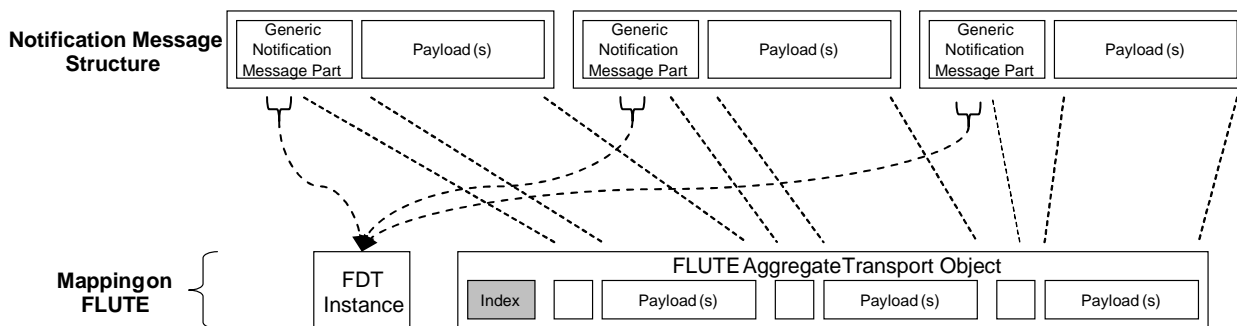 Notification Message
Structure
Generic
Notification
Message Part
Payload (s)
Generic
Notification
Message Part
Payload (s)
Generic
Notification
Message Part
Payload (s)
Mapping on
FLUTE
FDT
Instance
FLUTE Aggregate Transport Object
Index
Payload (s)
Payload (s)
Payload (s)